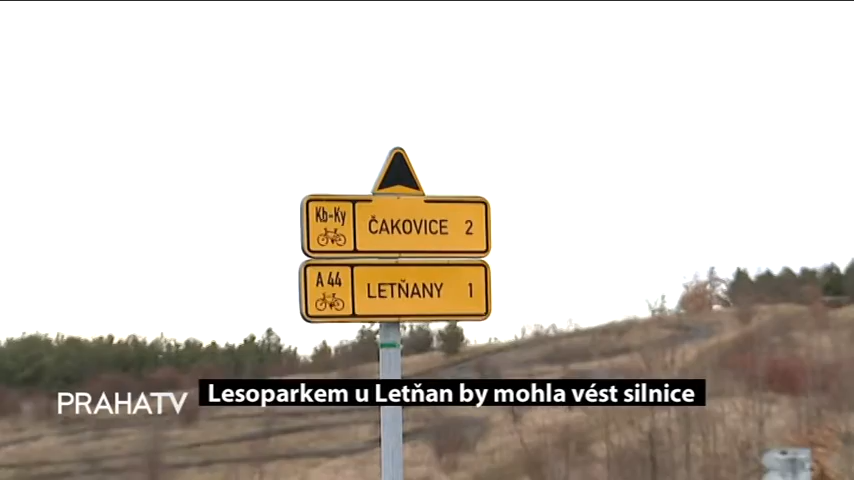 Kb-Ky
ČAKOVICE 2
A 44
LETŇANY 1
PRAHATV
Lesoparkem u Letňan by mohla vést silnice